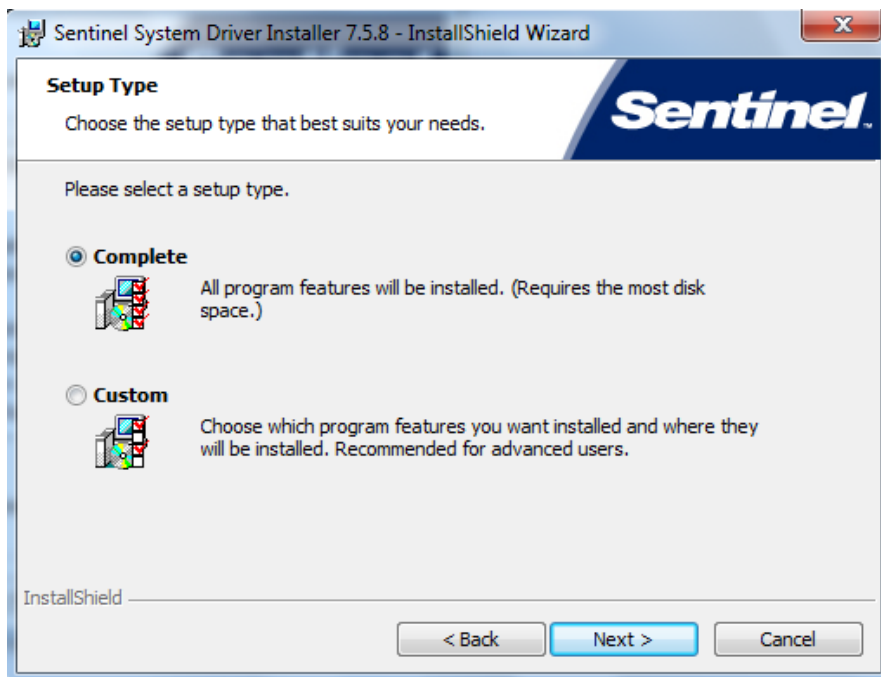 Sentinel System Driver Installer 7.5.8 - InstallShield Wizard
X
Setup Type
Choose the setup type that best suits your needs.
Sentinel™
Please select a setup type.
Complete
All program features will be installed. (Requires the most disk
space.)
Custom
Choose which program features you want installed and where they
will be installed. Recommended for advanced users.
InstallShield
< Back
Next >
Cancel